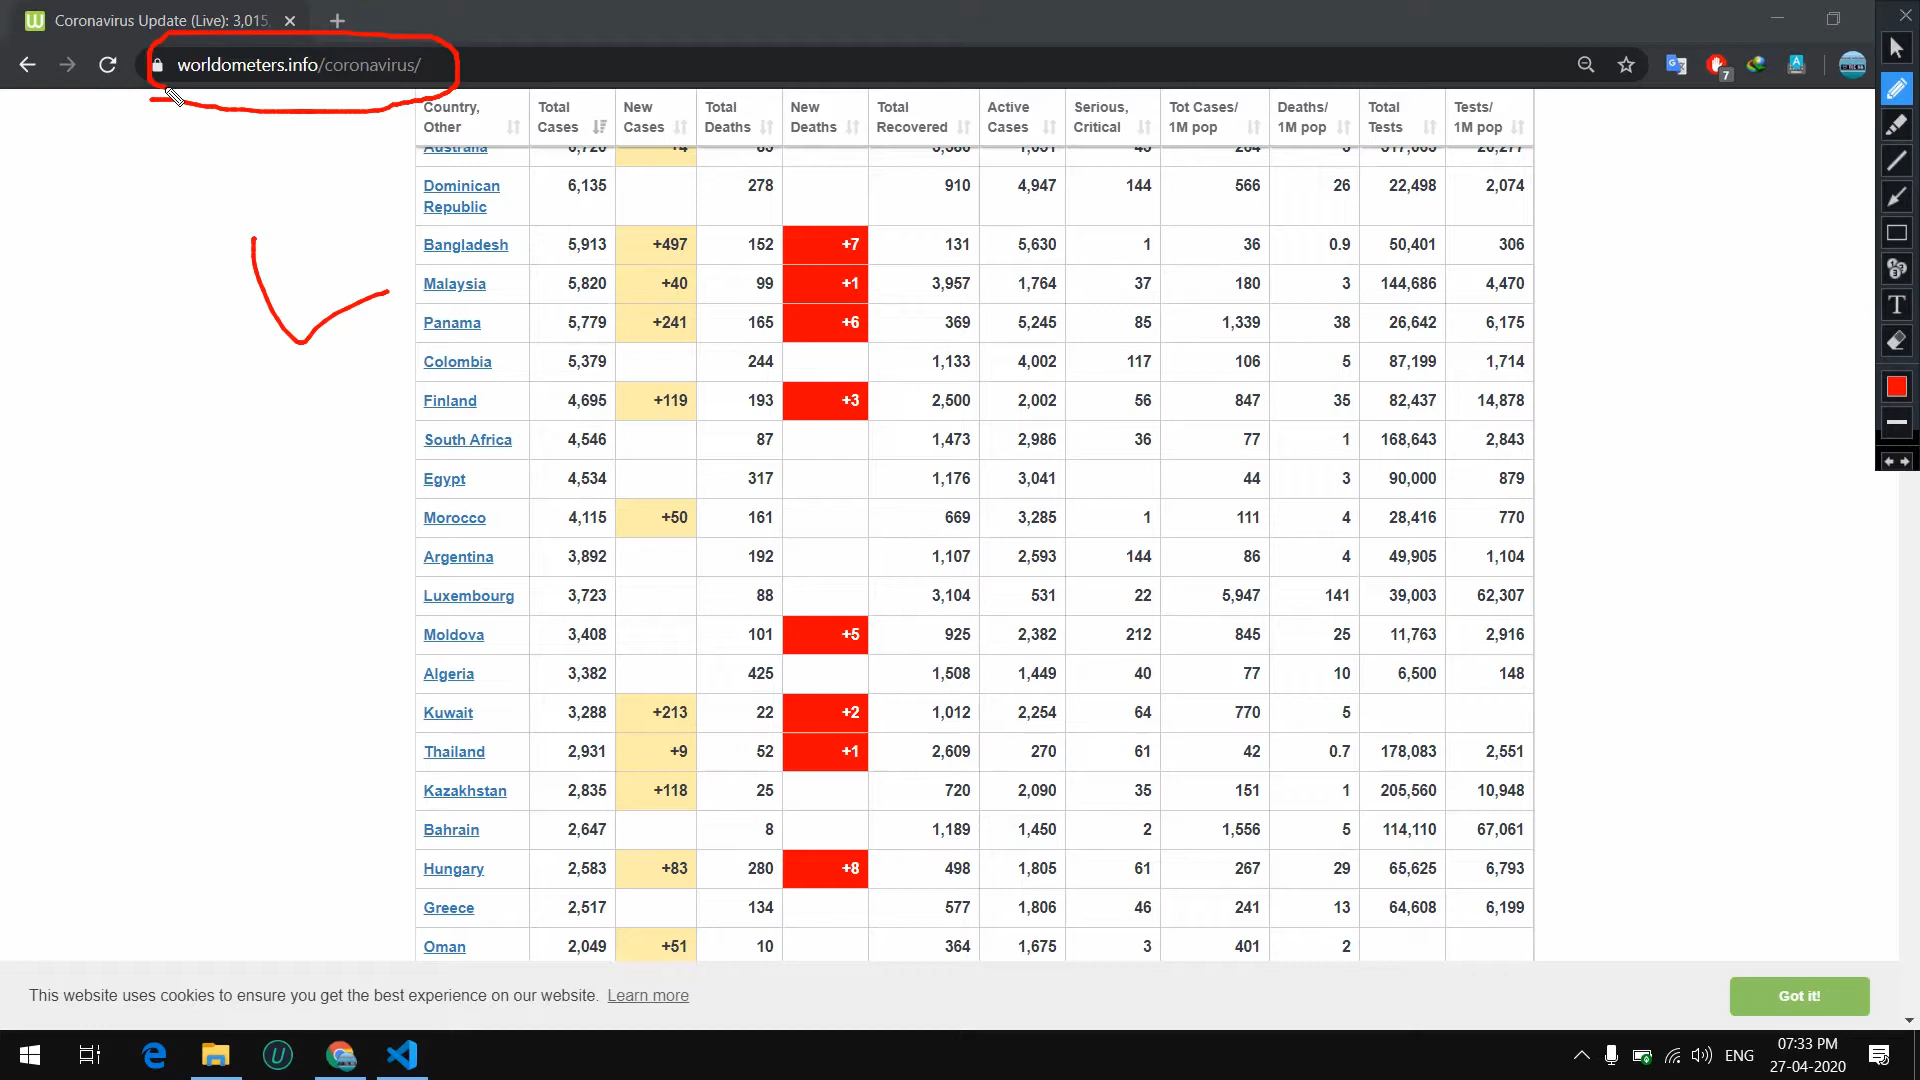 Coronavirus Update (Live): 3,015,
worldometers.info/coronavirus/
7
Country, Other Total Cases New Cases Total Deaths New Deaths Total Recovered Active Cases Serious, Critical Tot Cases/ 1M pop Deaths/ 1M pop Total Tests Tests/ 1M pop
Australia
Dominican Republic 6,135 278 910 4,947 144 566 26 22,498 2,074
Bangladesh 5,913 +497 152 +7 131 5,630 1 36 0.9 50,401 306
Malaysia 5,820 +40 99 +1 3,957 1,764 37 180 3 144,686 4,470
Panama 5,779 +241 165 +6 369 5,245 85 1,339 38 26,642 6,175
Colombia 5,379 244 1,133 4,002 117 106 5 87,199 1,714
Finland 4,695 +119 193 +3 2,500 2,002 56 847 35 82,437 14,878
South Africa 4,546 87 1,473 2,986 36 77 1 168,643 2,843
Egypt 4,534 317 1,176 3,041 44 3 90,000 879
Morocco 4,115 +50 161 669 3,285 1 111 4 28,416 770
Argentina 3,892 192 1,107 2,593 144 86 4 49,905 1,104
Luxembourg 3,723 88 3,104 531 22 5,947 141 39,003 62,307
Moldova 3,408 101 +5 925 2,382 212 845 25 11,763 2,916
Algeria 3,382 425 1,508 1,449 40 77 10 6,500 148
Kuwait 3,288 +213 22 +2 1,012 2,254 64 770 5
Thailand 2,931 +9 52 +1 2,609 270 61 42 0.7 178,083 2,551
Kazakhstan 2,835 +118 25 720 2,090 35 151 1 205,560 10,948
Bahrain 2,647 8 1,189 1,450 2 1,556 5 114,110 67,061
Hungary 2,583 +83 280 +8 498 1,805 61 267 29 65,625 6,793
Greece 2,517 134 577 1,806 46 241 13 64,608 6,199
Oman 2,049 +51 10 364 1,675 3 401 2
This website uses cookies to ensure you get the best experience on our website. Learn more
Got it!
ENG
07:33 PM
27-04-2020